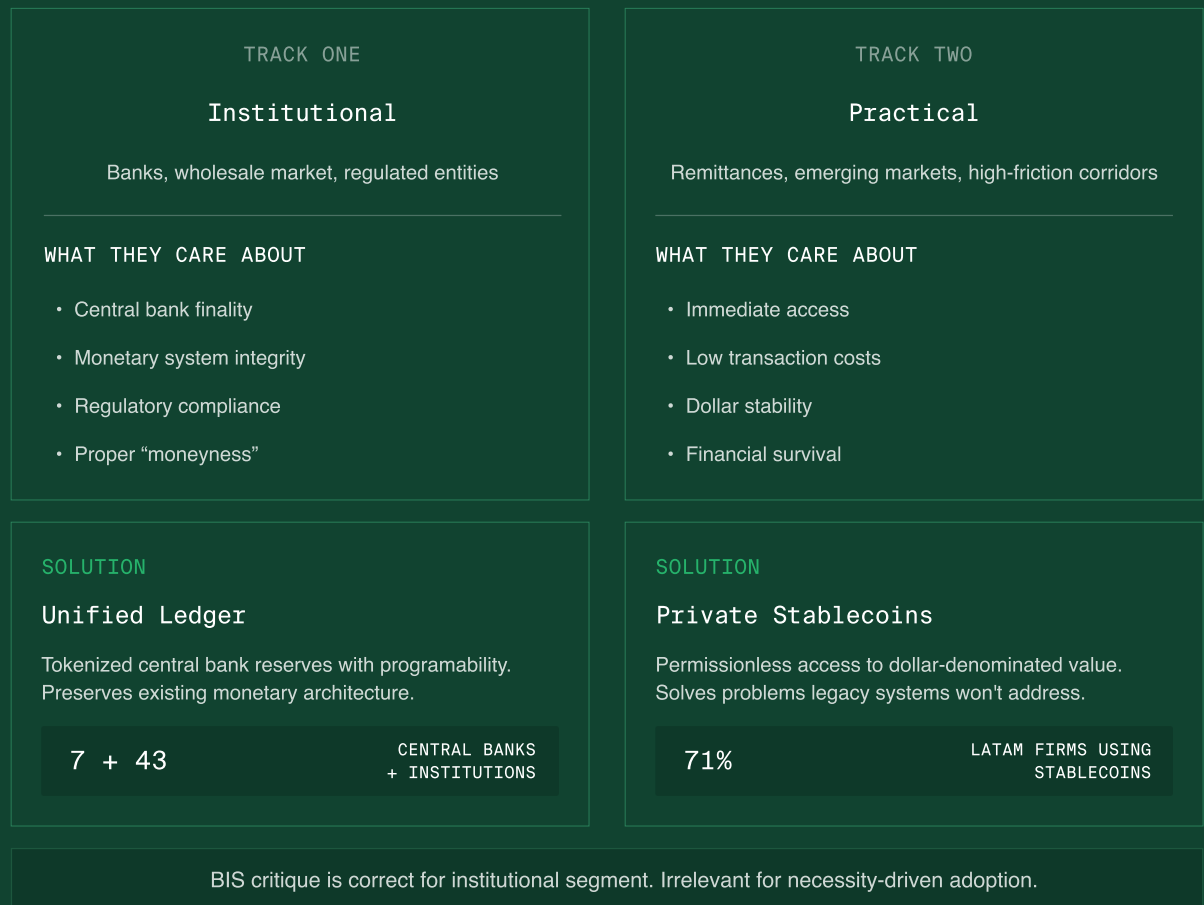 TRACK ONE
Institutional
Banks, wholesale market, regulated entities
WHAT THEY CARE ABOUT
• Central bank finality
• Monetary system integrity
• Regulatory compliance
• Proper “moneyness”
SOLUTION
Unified Ledger
Tokenized central bank reserves with programability.
Preserves existing monetary architecture.
7 + 43
CENTRAL BANKS
+ INSTITUTIONS
TRACK TWO
Practical
Remittances, emerging markets, high-friction corridors
WHAT THEY CARE ABOUT
• Immediate access
• Low transaction costs
• Dollar stability
• Financial survival
SOLUTION
Private Stablecoins
Permissionless access to dollar-denominated value.
Solves problems legacy systems won't address.
71%
LATAM FIRMS USING
STABLECOINS
BIS critique is correct for institutional segment. Irrelevant for necessity-driven adoption.